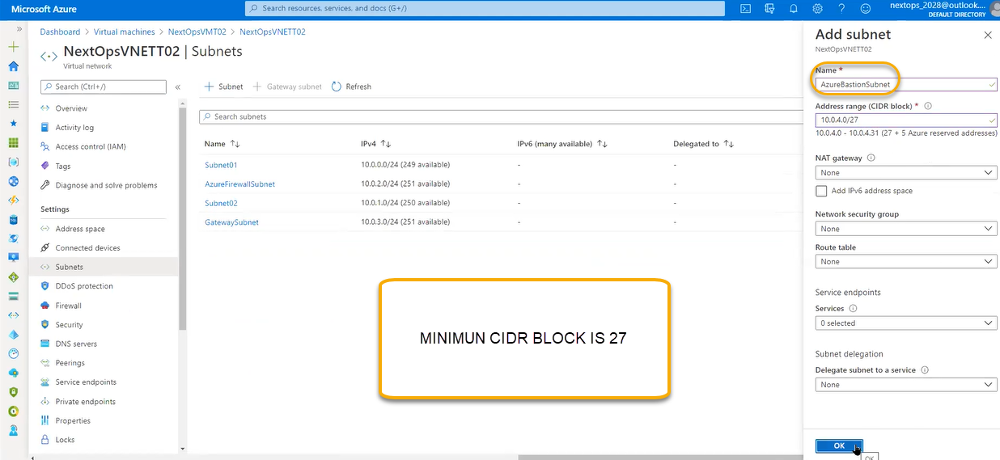 Microsoft Azure
Search resources, services, and docs (G+/)
nextops_2028@outlook....
DEFAULT DIRECTORY
Dashboard > Virtual machines > NextOpsVMT02 > NextOpsVNETT02
NextOpsVNETT02 | Subnets
Virtual network
Search (Ctrl+/)
Overview
Activity log
Access control (IAM)
Tags
Diagnose and solve problems
Settings
Address space
Connected devices
Subnets
DDoS protection
Firewall
Security
DNS servers
Peerings
Service endpoints
Private endpoints
Properties
Locks
+ Subnet + Gateway subnet Refresh
Search subnets
Name ↑↓ IPv4 ↑↓ IPv6 (many available) ↑↓ Delegated to ↑↓
Subnet01 10.0.0.0/24 (249 available) - -
AzureFirewallSubnet 10.0.2.0/24 (251 available) - -
Subnet02 10.0.1.0/24 (250 available) - -
GatewaySubnet 10.0.3.0/24 (251 available) - -
MINIMUN CIDR BLOCK IS 27
Add subnet
NextOpsVNETT02
Name *
AzureBastionSubnet
Address range (CIDR block) *
10.0.4.0/27
10.0.4.0 - 10.0.4.31 (27 + 5 Azure reserved addresses)
NAT gateway
None
Add IPv6 address space
Network security group
None
Route table
None
Service endpoints
Services
0 selected
Subnet delegation
Delegate subnet to a service
None
OK
OK